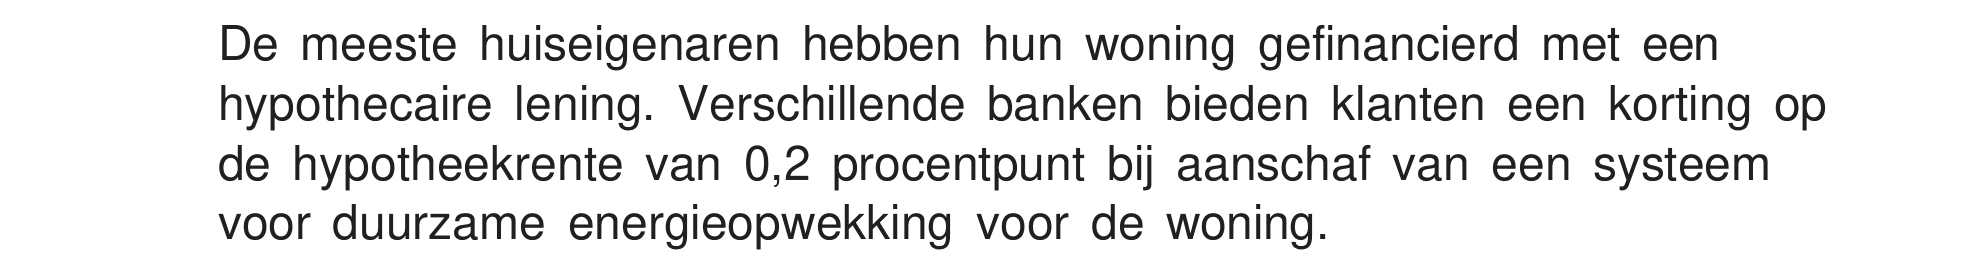 De meeste huiseigenaren hebben hun woning gefinancierd met een
hypothecaire lening. Verschillende banken bieden klanten een korting op
de hypotheekrente van 0,2 procentpunt bij aanschaf van een systeem
voor duurzame energieopwekking voor de woning.